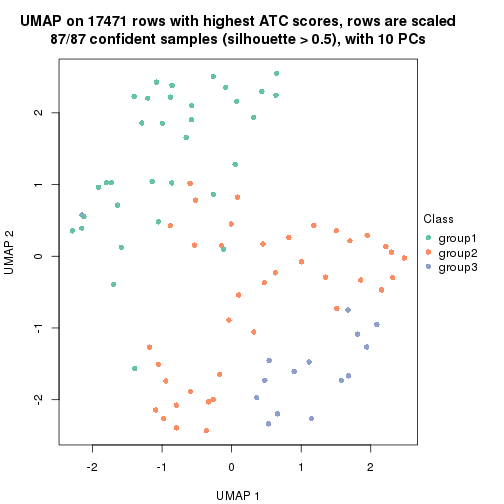 UMAP on 17471 rows with highest ATC scores, rows are scaled
87/87 confident samples (silhouette > 0.5), with 10 PCs
2
1
0
-1
-2
UMAP 2
-2
-1
0
1
2
UMAP 1
Class
group1
group2
group3